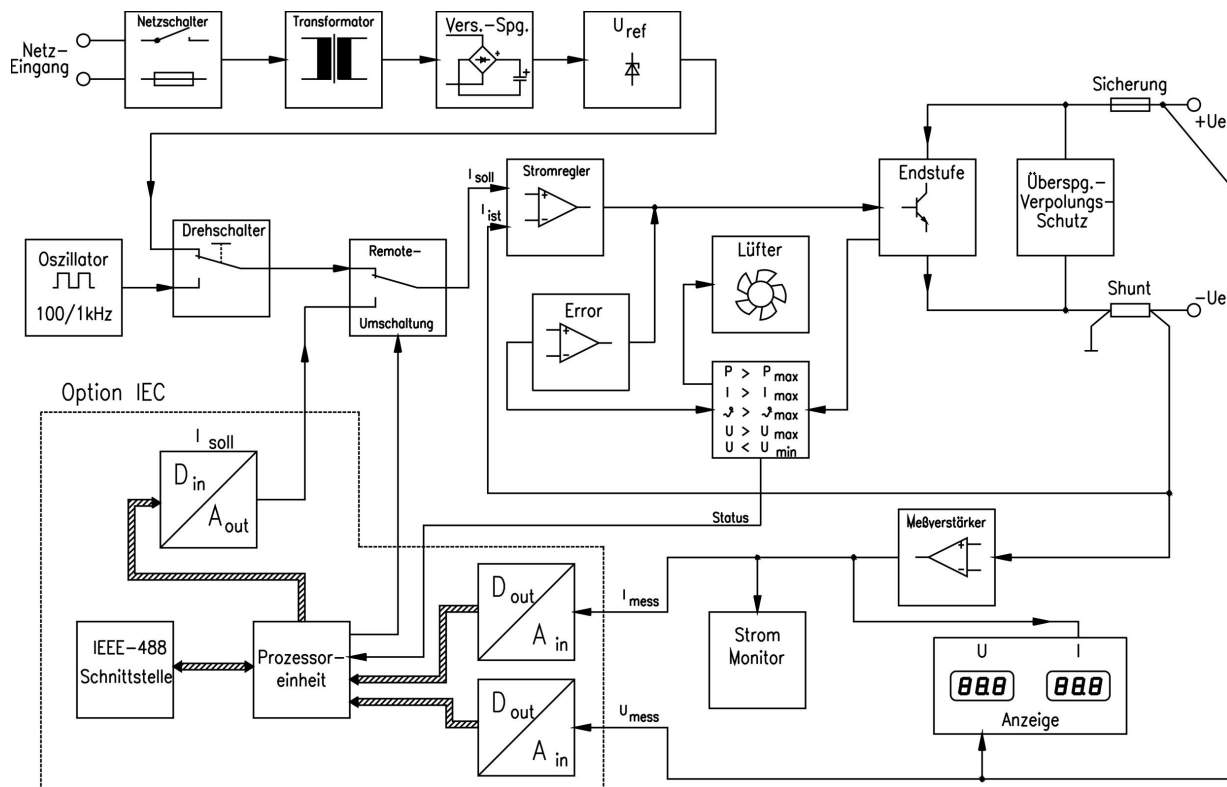 Netz-
Eingang
Netzschalter
Transformator
Vers.-Spg.
+
+
U ref
Sicherung
+Ue
Oszillator
100/1kHz
Drehschalter
Remote-
Umschaltung
I soll
I ist
Stromregler
+
−
Endstufe
Überspg.-
Verpolungs-
Schutz
Lüfter
Error
+
−
Shunt
−Ue
P > P max
I > I max
ϑ > ϑ max
U > U max
U < U min
Option IEC
I soll
D in
A out
Status
Meßverstärker
+
−
IEEE-488
Schnittstelle
Prozessor-
einheit
D out
A in
I mess
Strom
Monitor
D out
A in
U mess
U I
88.8 88.8
Anzeige